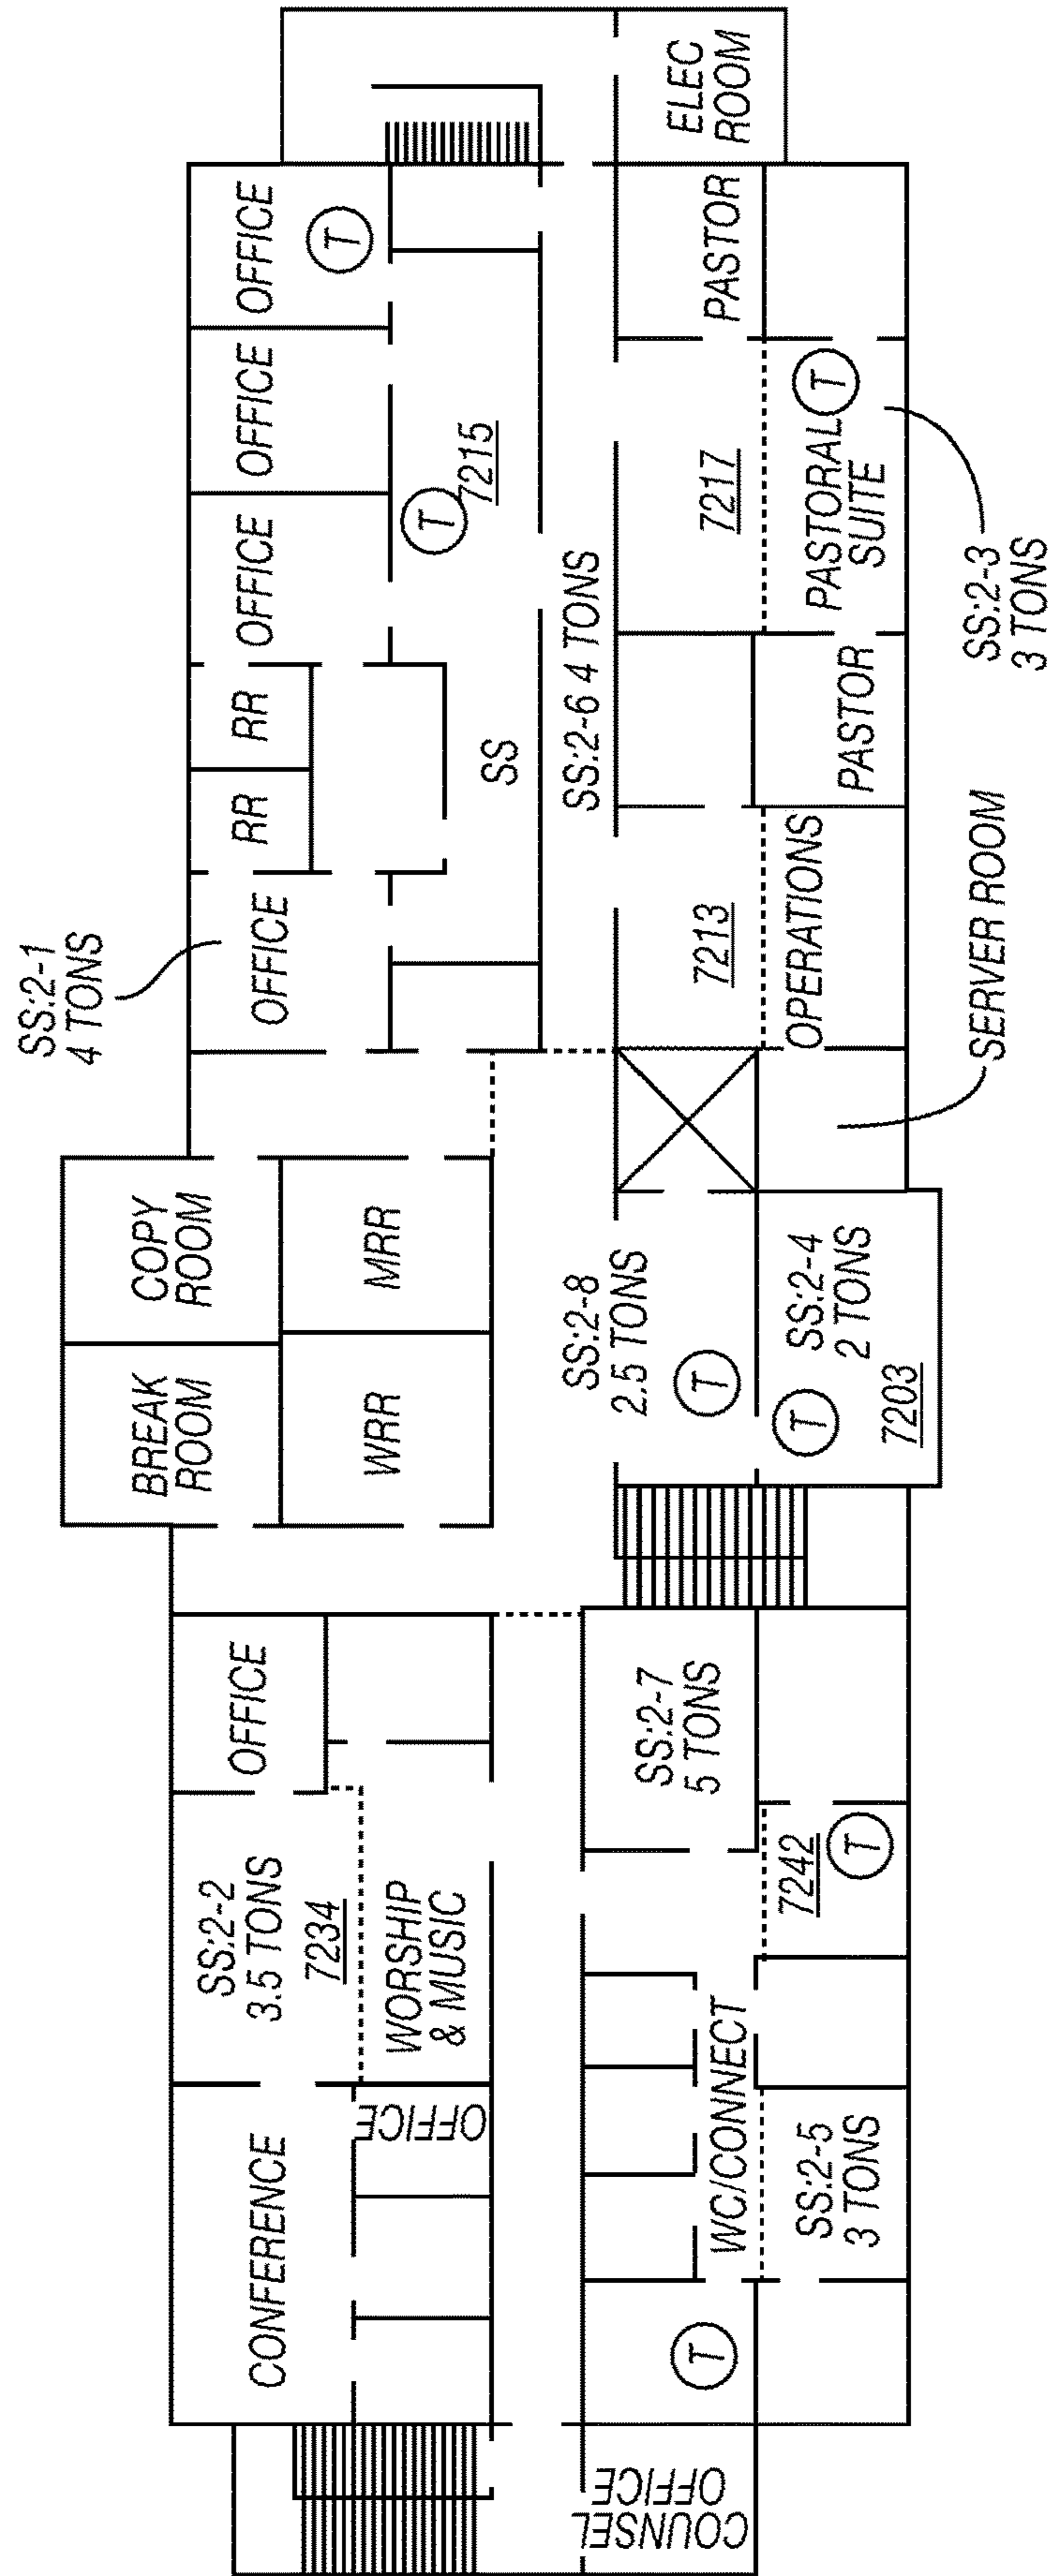 SS:2-1
4 TONS
BREAK
ROOM
COPY
ROOM
CONFERENCE
SS:2-2
3.5 TONS
7234
OFFICE
OFFICE
RR
RR
OFFICE
OFFICE
OFFICE
T
WRR
MRR
OFFICE
WORSHIP
& MUSIC
T
7215
SS
SS:2-6 4 TONS
SS:2-8
2.5 TONS
T
COUNSEL
OFFICE
T
WC/CONNECT
SS:2-7
5 TONS
7213
7217
PASTOR
ELEC
ROOM
SS:2-5
3 TONS
7242
T
T
SS:2-4
2 TONS
7203
OPERATIONS
PASTOR
PASTORAL
SUITE
T
SERVER ROOM
SS:2-3
3 TONS